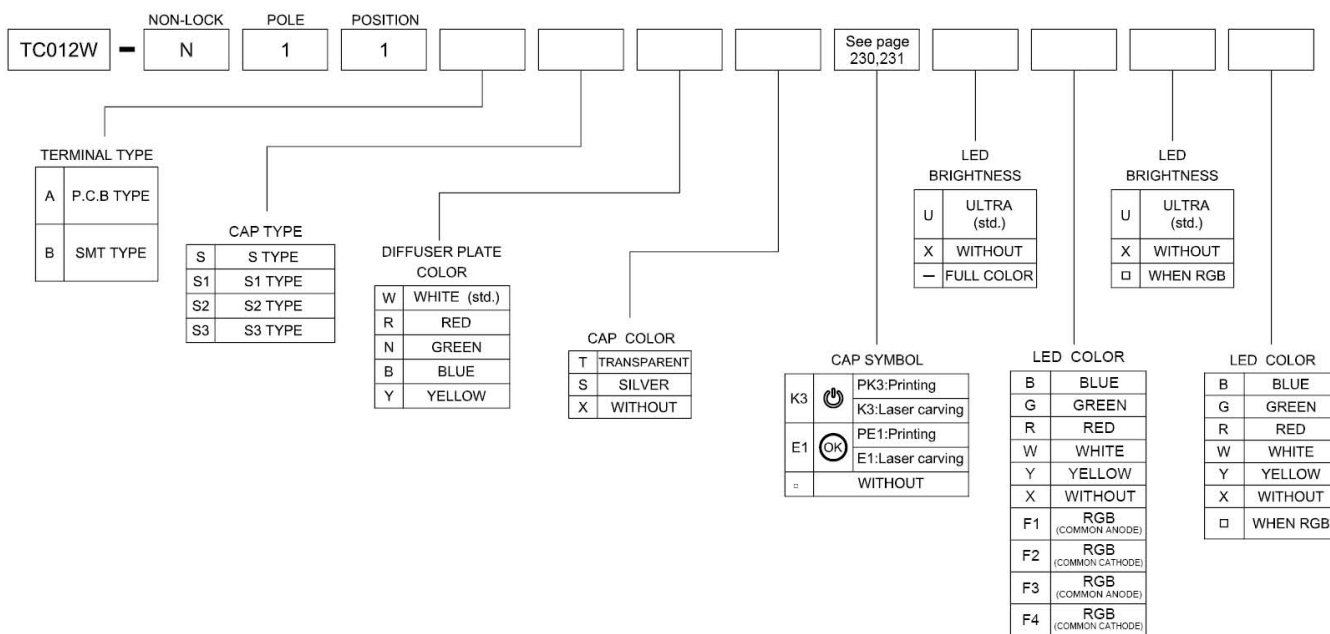 NON-LOCK POLE POSITION
TC012W - N 1 1 See page
230,231
TERMINAL TYPE
A P.C.B TYPE
B SMT TYPE
CAP TYPE
S S TYPE
S1 S1 TYPE
S2 S2 TYPE
S3 S3 TYPE
DIFFUSER PLATE
COLOR
W WHITE (std.)
R RED
N GREEN
B BLUE
Y YELLOW
CAP COLOR
T TRANSPARENT
S SILVER
X WITHOUT
CAP SYMBOL
K3 PK3:Printing
K3:Laser carving
E1 OK PE1:Printing
E1:Laser carving
□ WITHOUT
LED
BRIGHTNESS
U ULTRA
(std.)
X WITHOUT
— FULL COLOR
LED COLOR
B BLUE
G GREEN
R RED
W WHITE
Y YELLOW
X WITHOUT
F1 RGB
(COMMON ANODE)
F2 RGB
(COMMON CATHODE)
F3 RGB
(COMMON ANODE)
F4 RGB
(COMMON CATHODE)
LED
BRIGHTNESS
U ULTRA
(std.)
X WITHOUT
□ WHEN RGB
LED COLOR
B BLUE
G GREEN
R RED
W WHITE
Y YELLOW
X WITHOUT
□ WHEN RGB